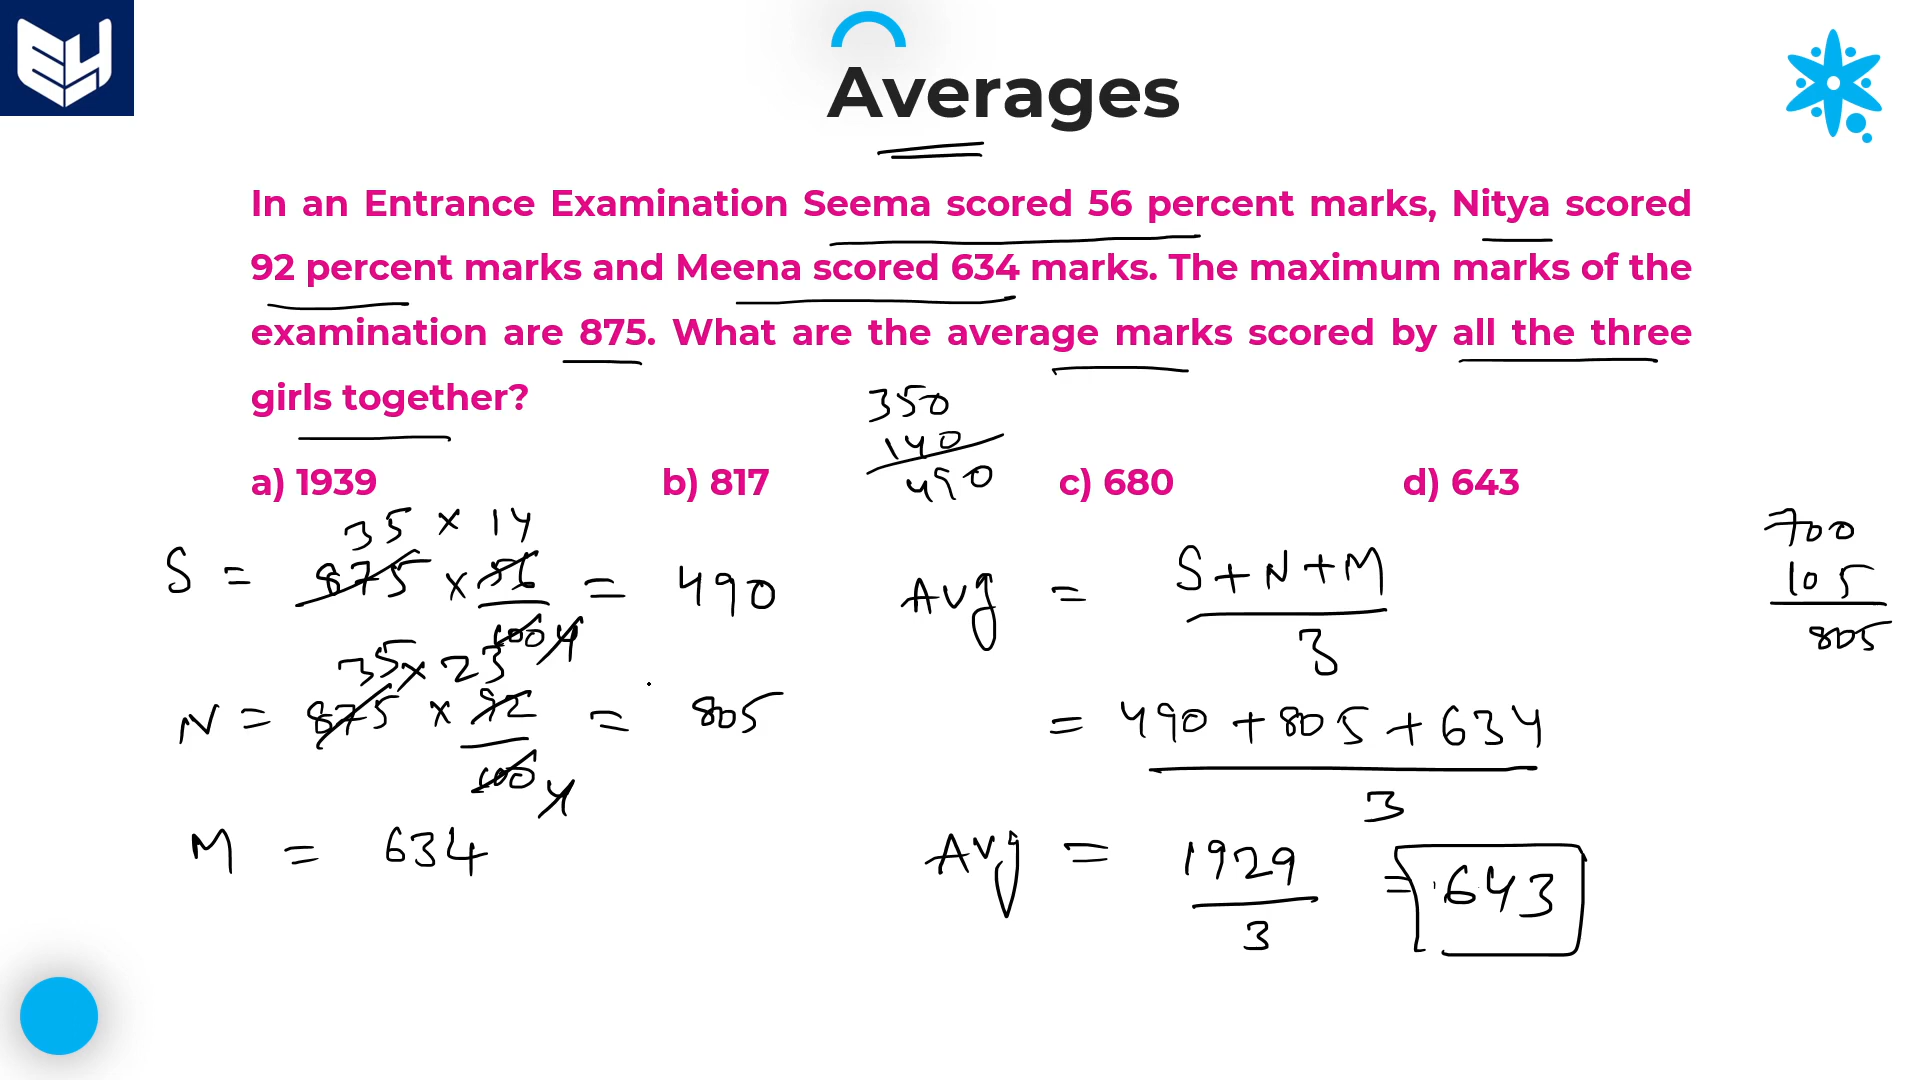 EY
Averages
In an Entrance Examination Seema scored 56 percent marks, Nitya scored
92 percent marks and Meena scored 634 marks. The maximum marks of the
examination are 875. What are the average marks scored by all the three
girls together?
350
140
490
a) 1939 b) 817 c) 680 d) 643
35 × 14
S = 875 × 56 = 490
100 4
35 × 23
N = 875 × 92 = 805
100 4
M = 634
Avg = S + N + M
3
= 490 + 805 + 634
3
Avg = 1929 = 643
3
700
105
805